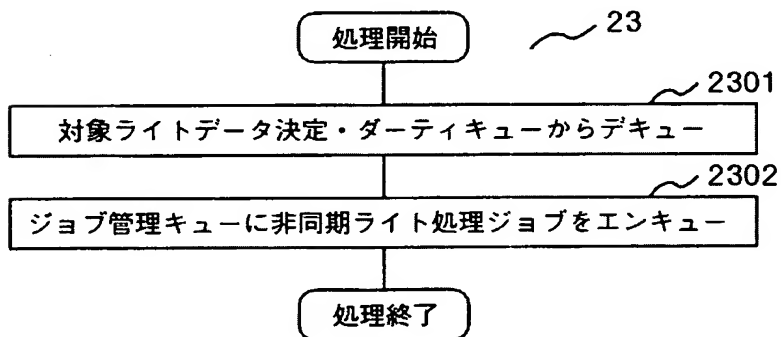 処理開始
23
2301
対象ライトデータ決定・ダーティキューからデキュー
2302
ジョブ管理キューに非同期ライト処理ジョブをエンキュー
処理終了